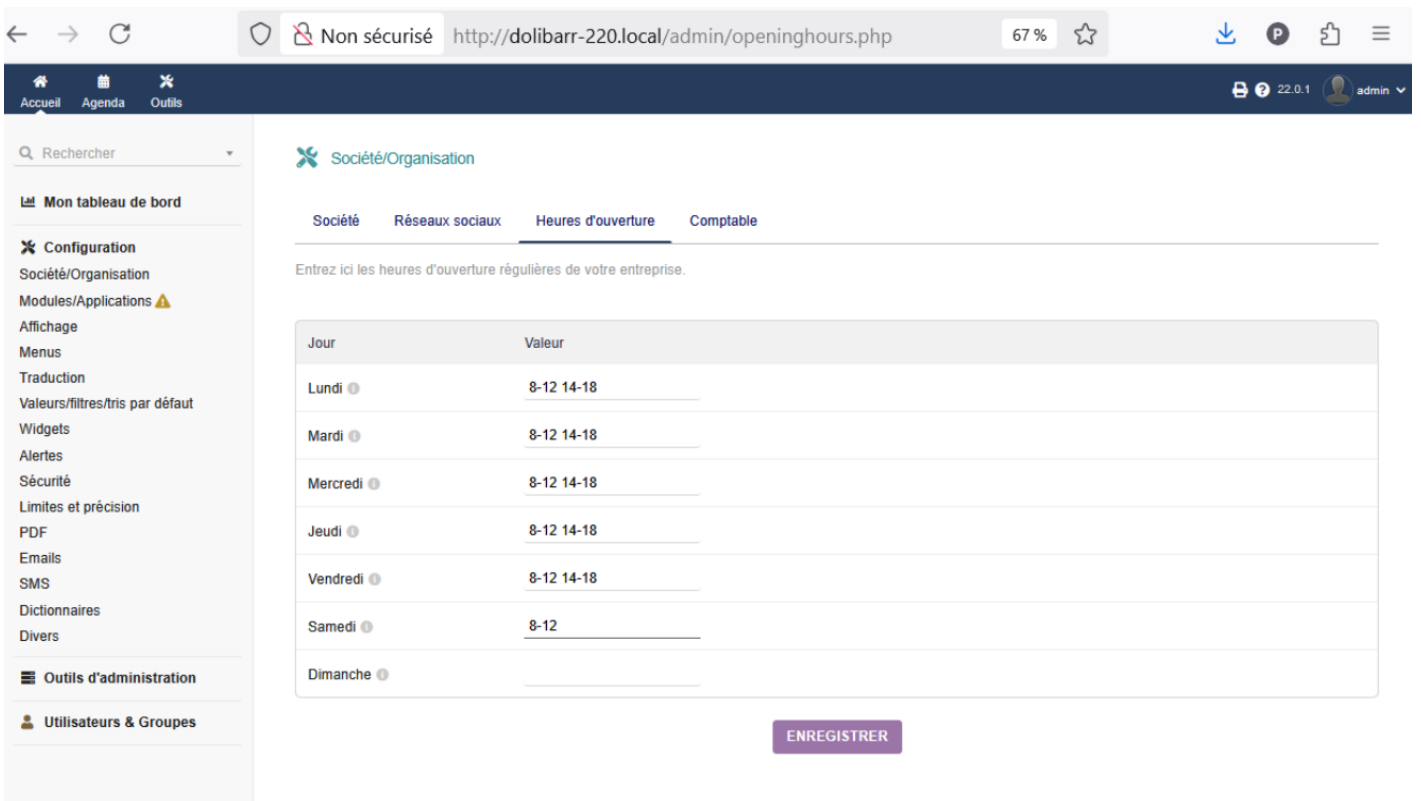 Non sécurisé http://dolibarr-220.local/admin/openinghours.php 67 % P
Accueil Agenda Outils 22.0.1 admin
Rechercher
Mon tableau de bord
Configuration
Société/Organisation
Modules/Applications
Affichage
Menus
Traduction
Valeurs/filtres/tris par défaut
Widgets
Alertes
Sécurité
Limites et précision
PDF
Emails
SMS
Dictionnaires
Divers
Outils d'administration
Utilisateurs & Groupes
Société/Organisation
Société Réseaux sociaux Heures d'ouverture Comptable
Entrez ici les heures d'ouverture régulières de votre entreprise.
Jour Valeur
Lundi 8-12 14-18
Mardi 8-12 14-18
Mercredi 8-12 14-18
Jeudi 8-12 14-18
Vendredi 8-12 14-18
Samedi 8-12
Dimanche
ENREGISTRER